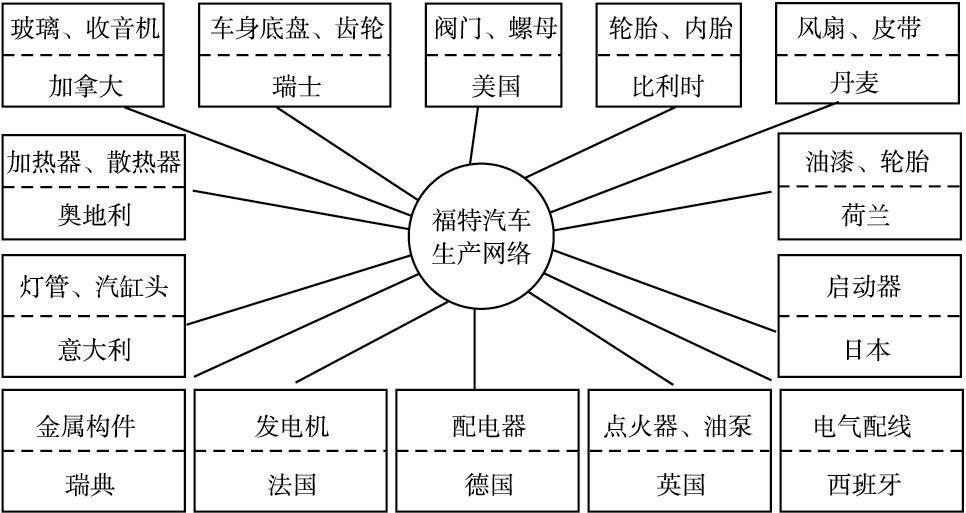 玻璃、收音机
加拿大
车身底盘、齿轮
瑞士
阀门、螺母
美国
轮胎、内胎
比利时
风扇、皮带
丹麦
加热器、散热器
奥地利
福特汽车
生产网络
油漆、轮胎
荷兰
灯管、汽缸头
意大利
启动器
日本
金属构件
瑞典
发电机
法国
配电器
德国
点火器、油泵
英国
电气配线
西班牙